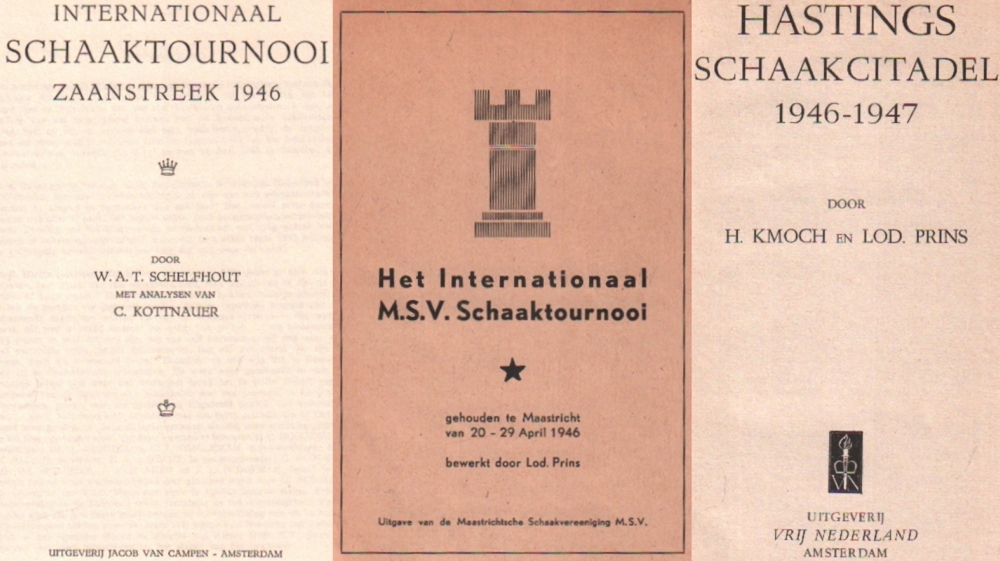 INTERNATIONAAL
SCHAAKTOURNOOI
ZAANSTREEK 1946
DOOR
W. A. T. SCHELFHOUT
MET ANALYSEN VAN
C. KOTTNAUER
UITGEVERIJ JACOB VAN CAMPEN - AMSTERDAM
Het Internationaal
M.S.V. Schaaktournooi
gehouden te Maastricht
van 20 - 29 April 1946
bewerkt door Lod. Prins
Uitgave van de Maastrichtsche Schaakvereeniging M.S.V.
HASTINGS
SCHAAKCITADEL
1946-1947
DOOR
H. KMOCH EN LOD. PRINS
UITGEVERIJ
VRIJ NEDERLAND
AMSTERDAM